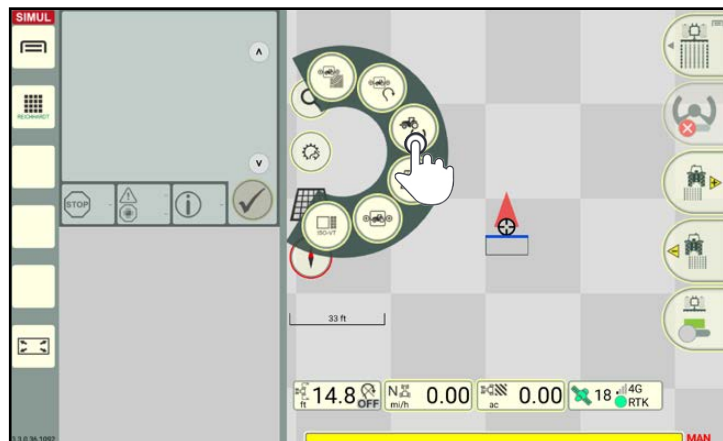 SIMUL
REICHHARDT
STOP
ISO-VT
33 ft
ft 14.8 OFF
N mi/h 0.00
ac 0.00
18 4G RTK
MAN